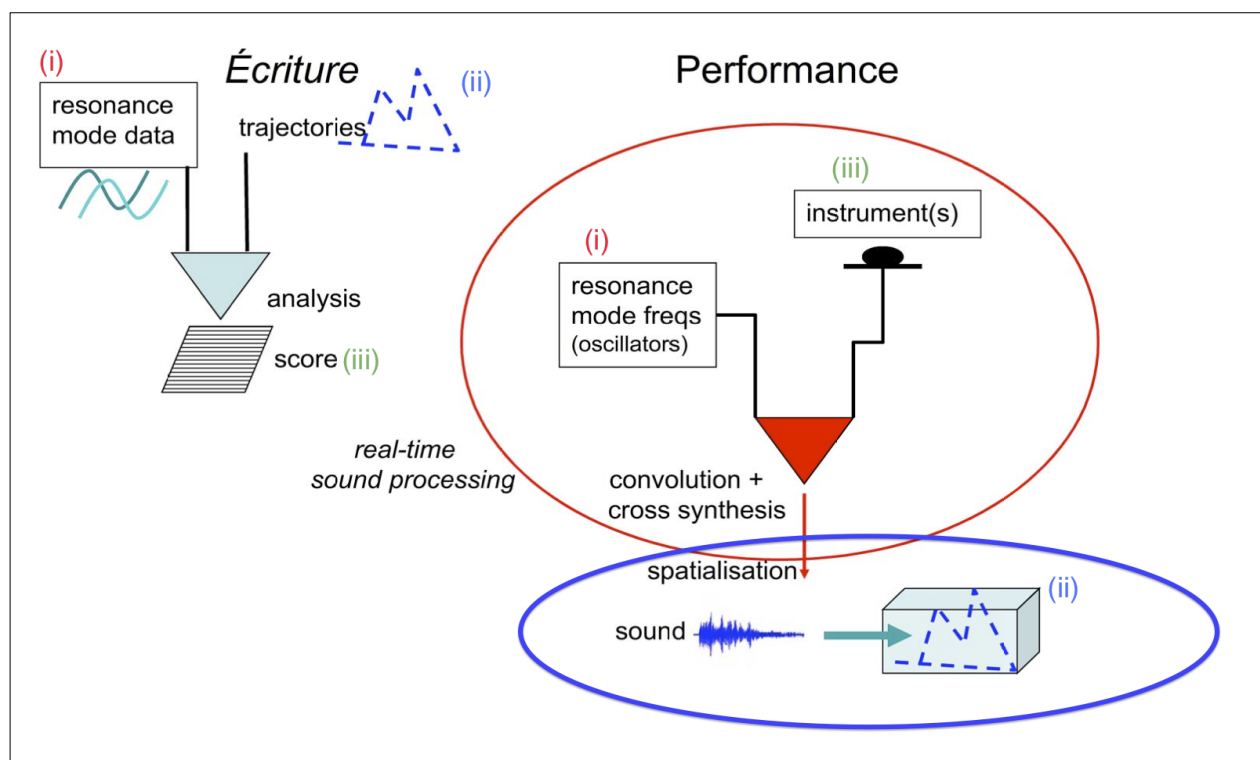 (i)
Écriture
(ii)
resonance
mode data
trajectories
analysis
score (iii)
Performance
(iii)
instrument(s)
(i)
resonance
mode freqs
(oscillators)
real-time
sound processing
convolution +
cross synthesis
spatialisation
(ii)
sound